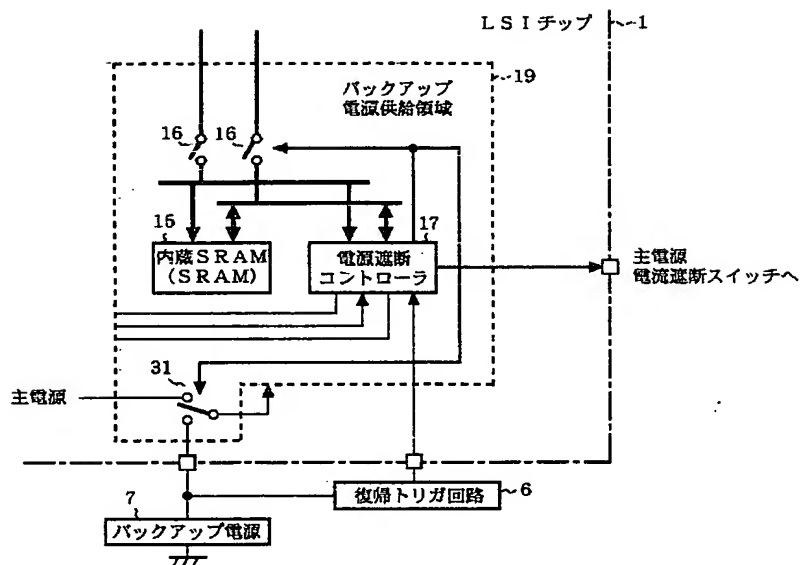 LSIチップ
1
19
バックアップ
電源供給領域
16
16
15
17
内蔵SRAM
(SRAM)
電源遮断
コントローラ
主電源
電流遮断スイッチへ
31
主電源
7
復帰トリガ回路
6
バックアップ電源